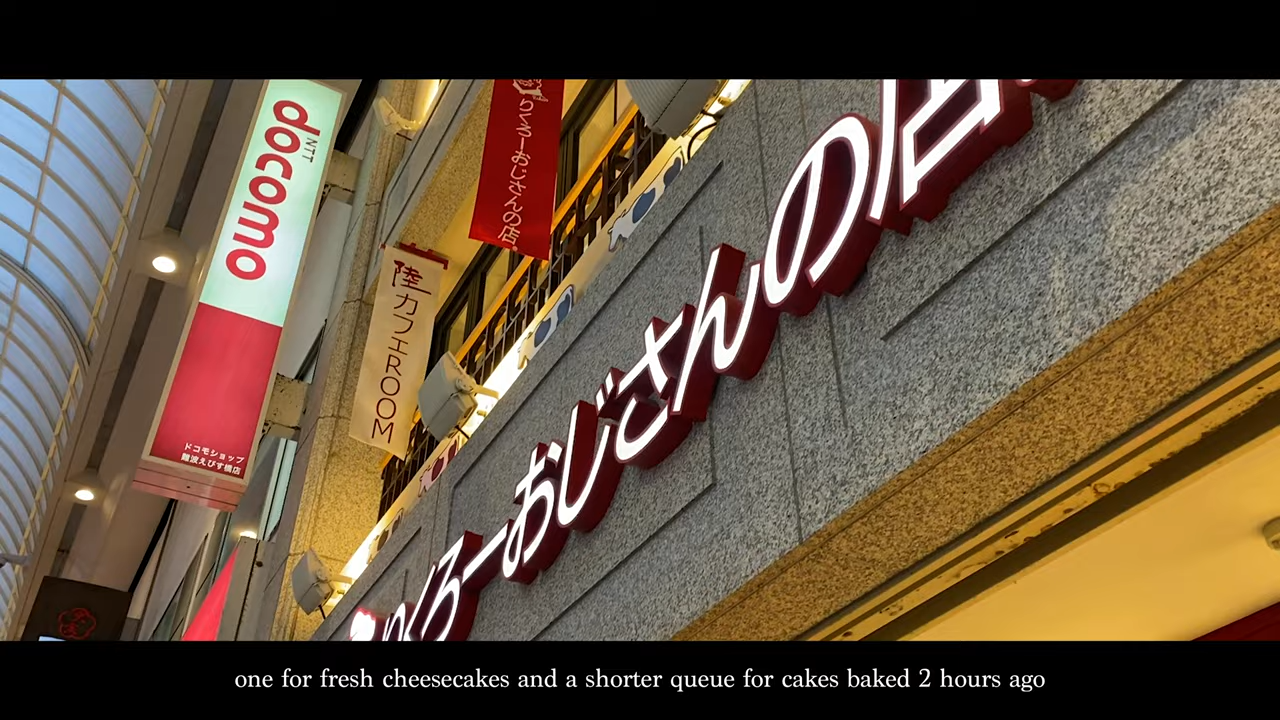 NTT
docomo
ドコモショップ
難波えびす橋店
りくろーおじさんの店®
陸カフェROOM
りくろーおじさんの店
one for fresh cheesecakes and a shorter queue for cakes baked 2 hours ago